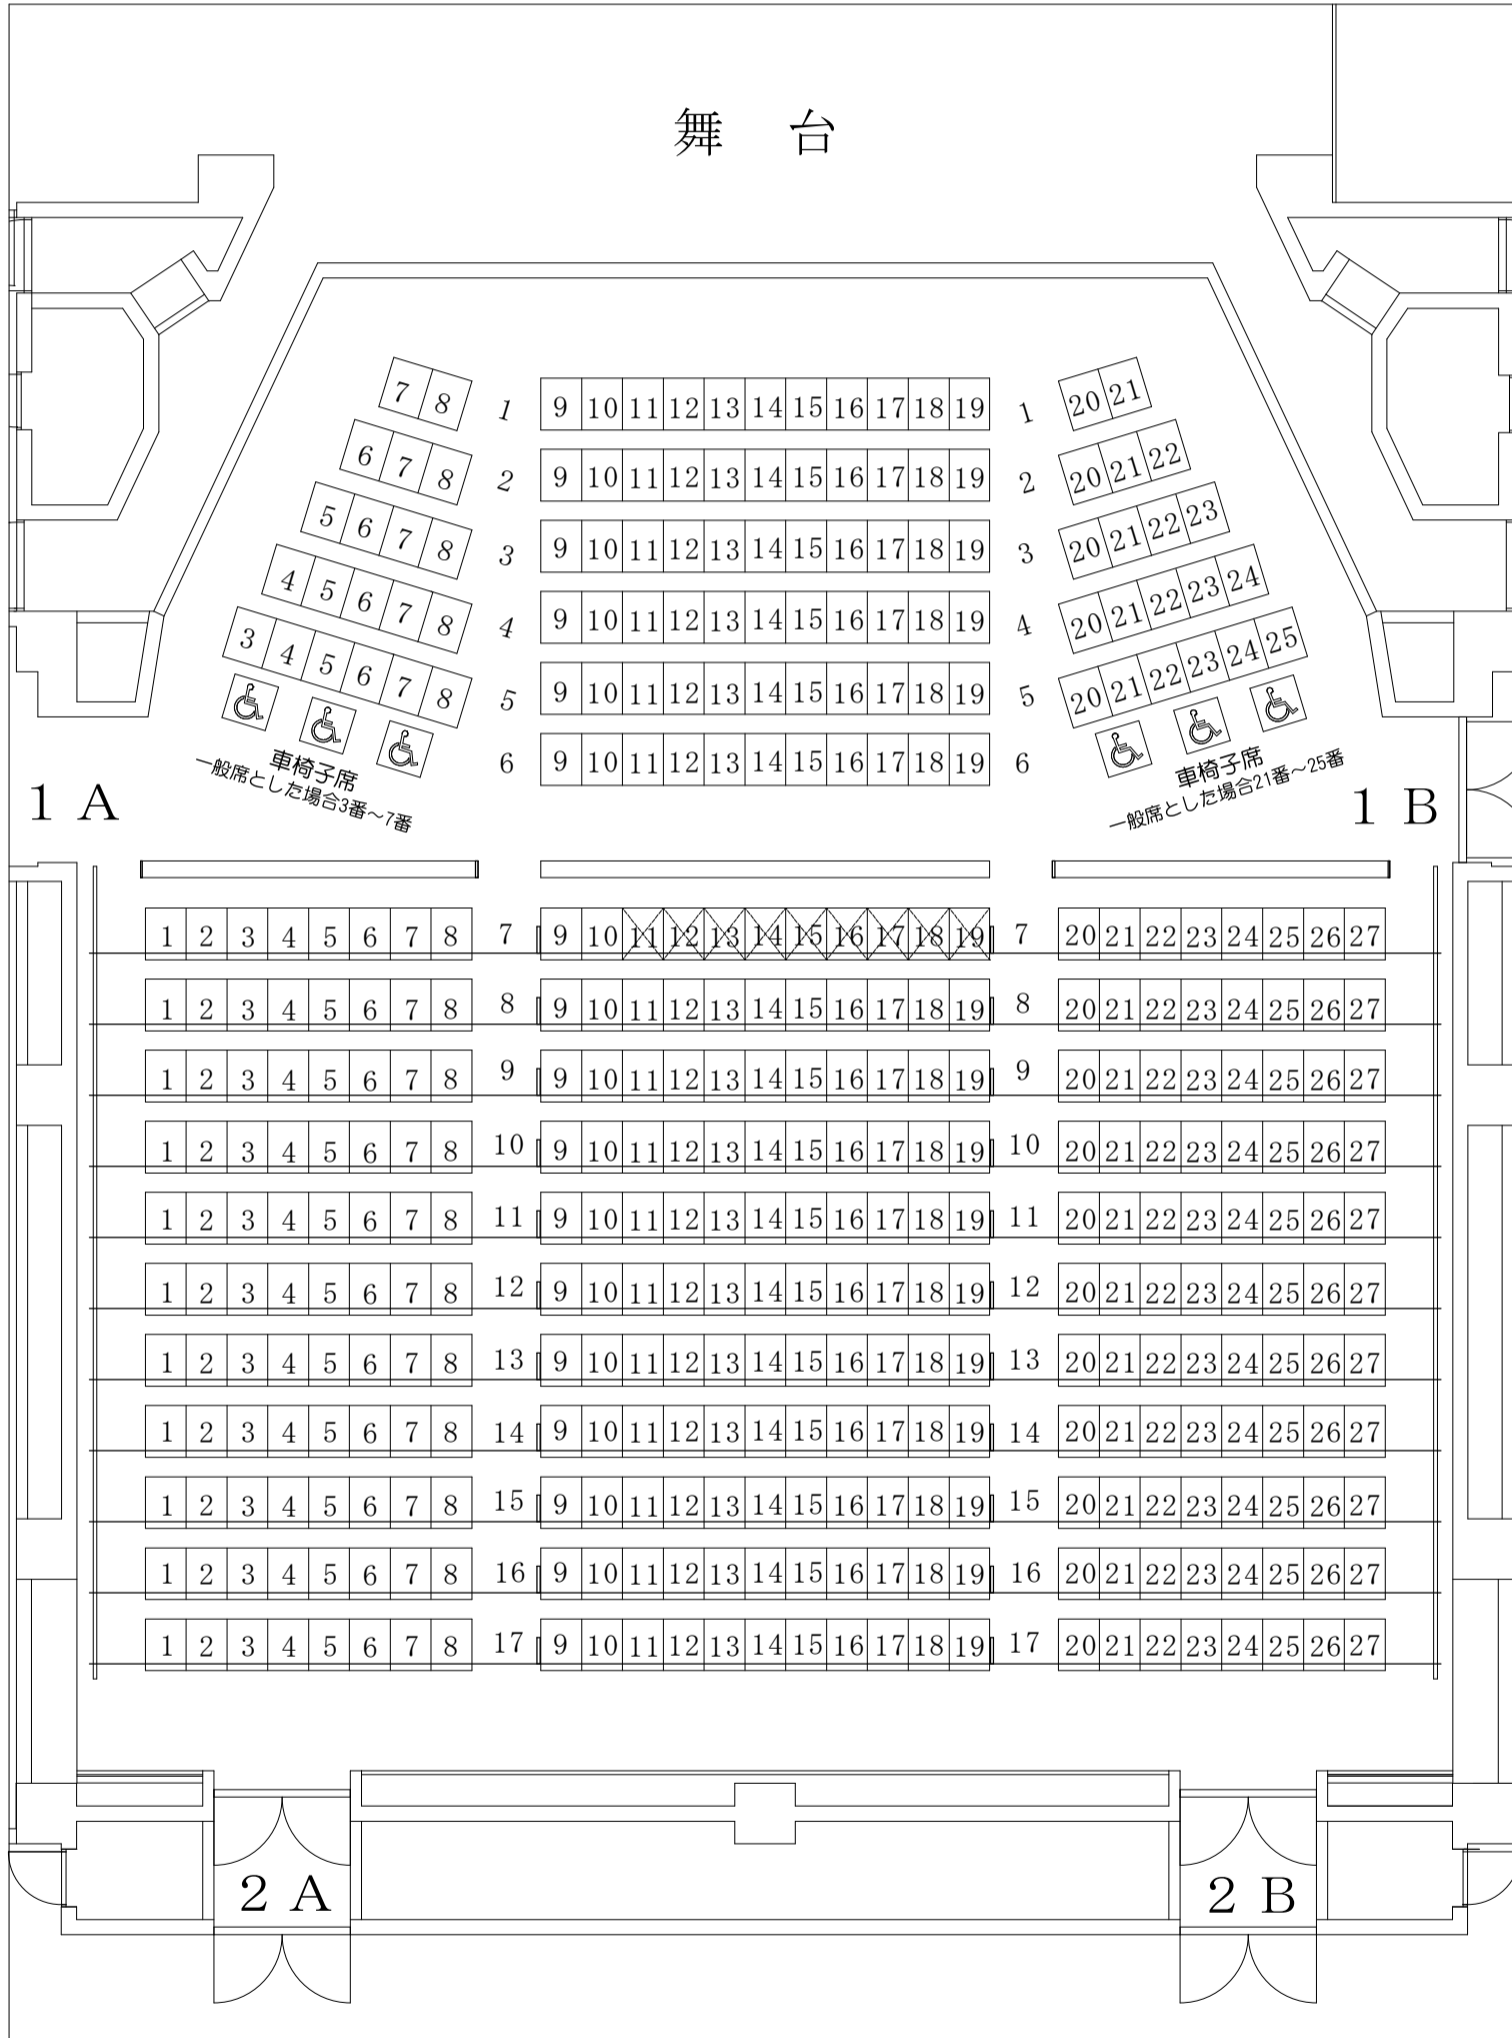 舞 台
7 8 1 9 10 11 12 13 14 15 16 17 18 19 1 20 21
6 7 8 2 9 10 11 12 13 14 15 16 17 18 19 2 20 21 22
5 6 7 8 3 9 10 11 12 13 14 15 16 17 18 19 3 20 21 22 23
4 5 6 7 8 4 9 10 11 12 13 14 15 16 17 18 19 4 20 21 22 23 24
3 4 5 6 7 8 5 9 10 11 12 13 14 15 16 17 18 19 5 20 21 22 23 24 25
6 9 10 11 12 13 14 15 16 17 18 19 6
車椅子席
一般席とした場合3番～7番
車椅子席
一般席とした場合21番～25番
1 A
1 B
1 2 3 4 5 6 7 8 7 9 10 11 12 13 14 15 16 17 18 19 7 20 21 22 23 24 25 26 27
1 2 3 4 5 6 7 8 8 9 10 11 12 13 14 15 16 17 18 19 8 20 21 22 23 24 25 26 27
1 2 3 4 5 6 7 8 9 9 10 11 12 13 14 15 16 17 18 19 9 20 21 22 23 24 25 26 27
1 2 3 4 5 6 7 8 10 9 10 11 12 13 14 15 16 17 18 19 10 20 21 22 23 24 25 26 27
1 2 3 4 5 6 7 8 11 9 10 11 12 13 14 15 16 17 18 19 11 20 21 22 23 24 25 26 27
1 2 3 4 5 6 7 8 12 9 10 11 12 13 14 15 16 17 18 19 12 20 21 22 23 24 25 26 27
1 2 3 4 5 6 7 8 13 9 10 11 12 13 14 15 16 17 18 19 13 20 21 22 23 24 25 26 27
1 2 3 4 5 6 7 8 14 9 10 11 12 13 14 15 16 17 18 19 14 20 21 22 23 24 25 26 27
1 2 3 4 5 6 7 8 15 9 10 11 12 13 14 15 16 17 18 19 15 20 21 22 23 24 25 26 27
1 2 3 4 5 6 7 8 16 9 10 11 12 13 14 15 16 17 18 19 16 20 21 22 23 24 25 26 27
1 2 3 4 5 6 7 8 17 9 10 11 12 13 14 15 16 17 18 19 17 20 21 22 23 24 25 26 27
2 A
2 B